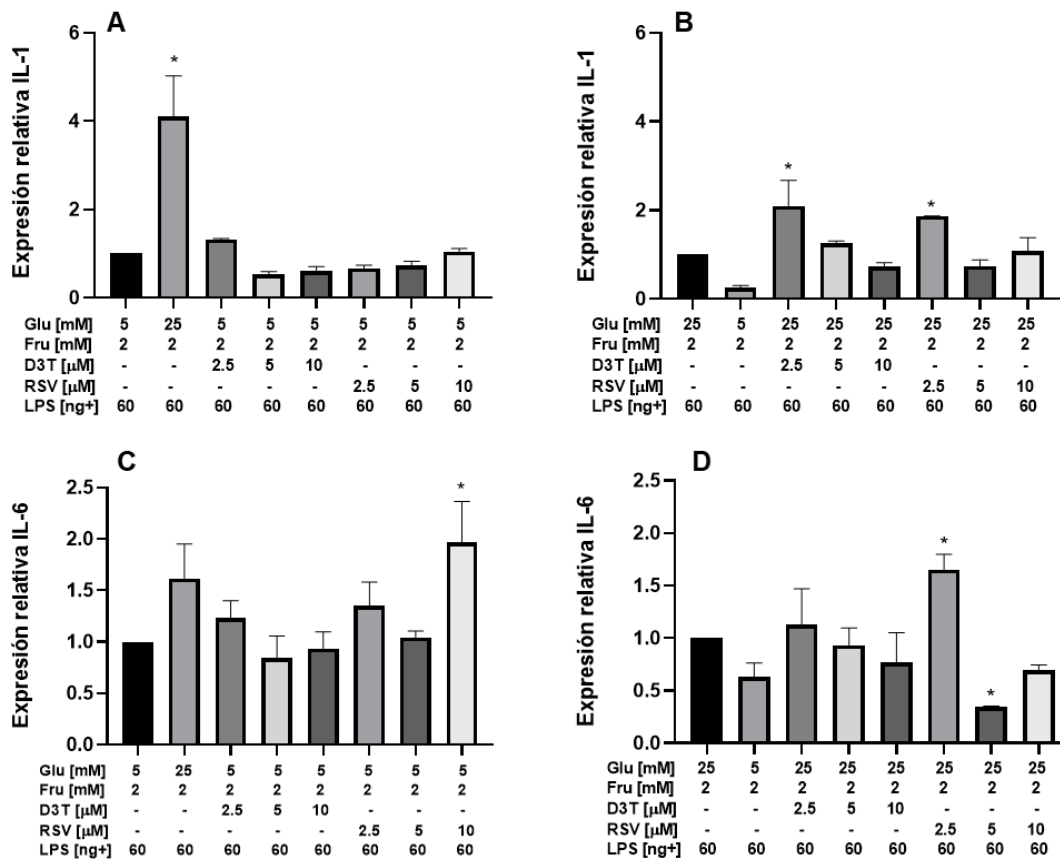 A
Expresión relativa IL-1
6
4
2
0
*
Glu [mM] 5 25 5 5 5 5 5 5
Fru [mM] 2 2 2 2 2 2 2 2
D3T [µM] - - 2.5 5 10 - - -
RSV [µM] - - - - - 2.5 5 10
LPS [ng+] 60 60 60 60 60 60 60 60
B
Expresión relativa IL-1
6
4
2
0
* *
Glu [mM] 25 5 25 25 25 25 25 25
Fru [mM] 2 2 2 2 2 2 2 2
D3T [µM] - - 2.5 5 10 - - -
RSV [µM] - - - - - 2.5 5 10
LPS [ng+] 60 60 60 60 60 60 60 60
C
Expresión relativa IL-6
2.5
2.0
1.5
1.0
0.5
0.0
*
Glu [mM] 5 25 5 5 5 5 5 5
Fru [mM] 2 2 2 2 2 2 2 2
D3T [µM] - - 2.5 5 10 - - -
RSV [µM] - - - - - 2.5 5 10
LPS [ng+] 60 60 60 60 60 60 60 60
D
Expresión relativa IL-6
2.5
2.0
1.5
1.0
0.5
0.0
* *
Glu [mM] 25 5 25 25 25 25 25 25
Fru [mM] 2 2 2 2 2 2 2 2
D3T [µM] - - 2.5 5 10 - - -
RSV [µM] - - - - - 2.5 5 10
LPS [ng+] 60 60 60 60 60 60 60 60